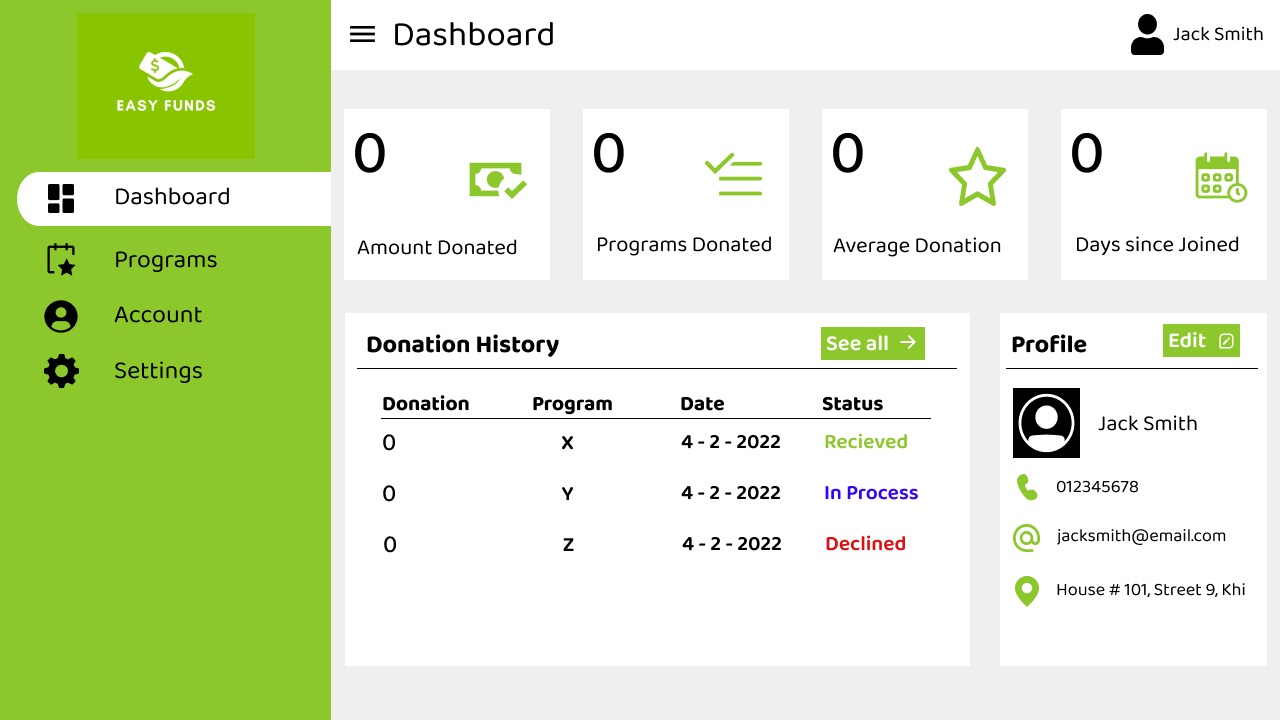 EASY FUNDS
Dashboard
Programs
Account
Settings
Dashboard
Jack Smith
0
Amount Donated
0
Programs Donated
0
Average Donation
0
Days since Joined
Donation History
See all
Donation Program Date Status
0 X 4 - 2 - 2022 Recieved
0 Y 4 - 2 - 2022 In Process
0 Z 4 - 2 - 2022 Declined
Profile
Edit
Jack Smith
012345678
jacksmith@email.com
House # 101, Street 9, Khi